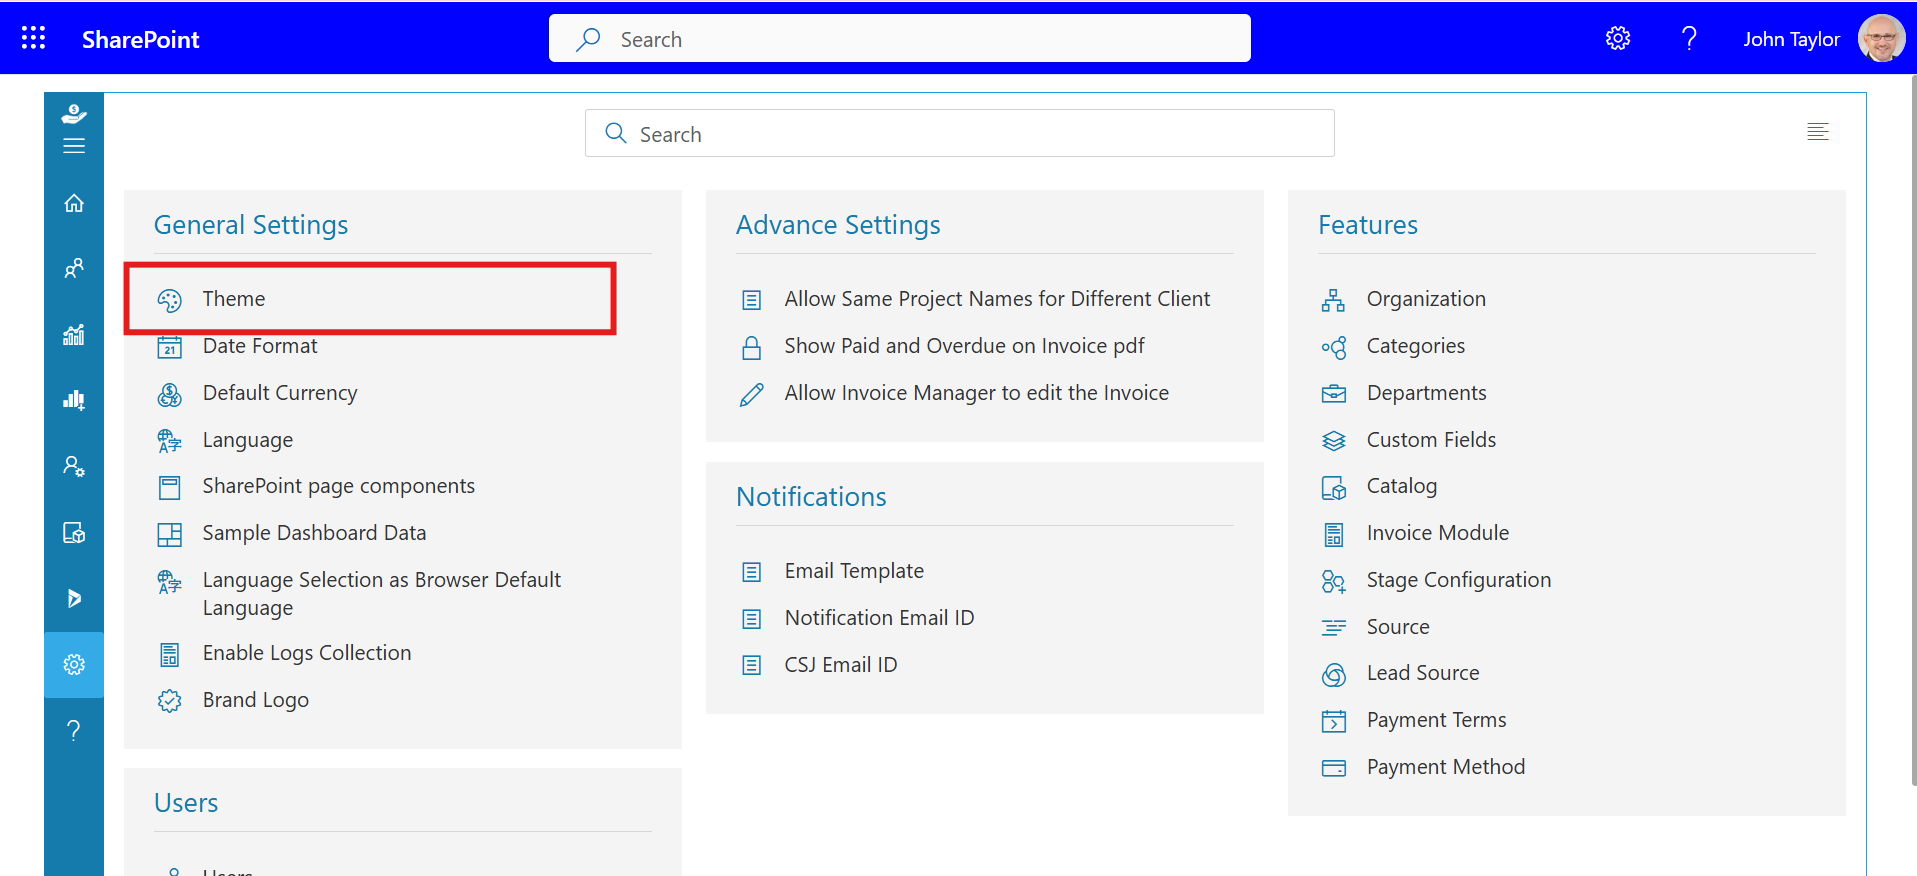 SharePoint
Search
John Taylor
Search
General Settings
Theme
Date Format
21
Default Currency
Language
SharePoint page components
Sample Dashboard Data
Language Selection as Browser Default
Language
Enable Logs Collection
Brand Logo
Users
Users
Advance Settings
Allow Same Project Names for Different Client
Show Paid and Overdue on Invoice pdf
Allow Invoice Manager to edit the Invoice
Notifications
Email Template
Notification Email ID
CSJ Email ID
Features
Organization
Categories
Departments
Custom Fields
Catalog
Invoice Module
Stage Configuration
Source
Lead Source
Payment Terms
Payment Method